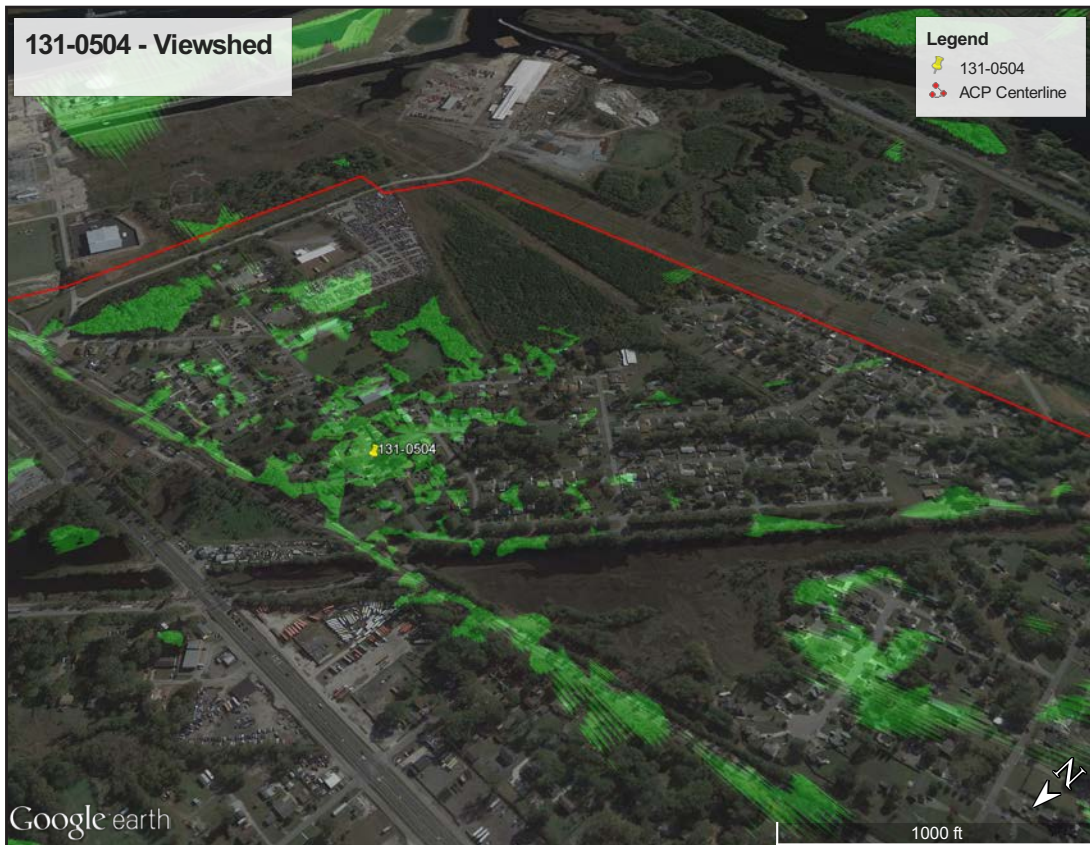 131-0504 - Viewshed
Legend
131-0504
ACP Centerline
131-0504
N
Google earth
1000 ft